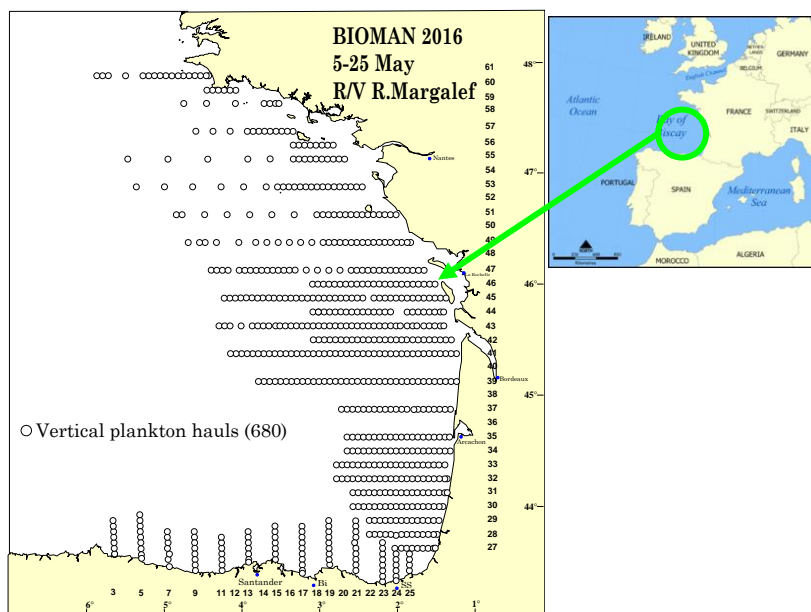 BIOMAN 2016
5-25 May
R/V R.Margalef
61
60
59
58
57
56
55
54
53
52
51
50
49
48
47
46
45
44
43
42
41
40
39
38
37
36
35
34
33
32
31
30
29
28
27
48°
47°
46°
45°
44°
Nantes
La Rochelle
Bordeaux
Arcachon
Vertical plankton hauls (680)
Santander
Bi
SS
3 5 7 9 11 12 13 14 15 16 17 18 19 20 21 22 23 24 25
6° 5° 4° 3° 2° 1°
IRELAND
UNITED
KINGDOM
NETHER
LANDS
GERMANY
BELGIUM
English Channel
Atlantic
Ocean
FRANCE
SWITZERLAND
Bay of
Biscay
ITALY
PORTUGAL
SPAIN
Mediterranean
Sea
MOROCCO
ALGERIA
NORTH
Kilometres